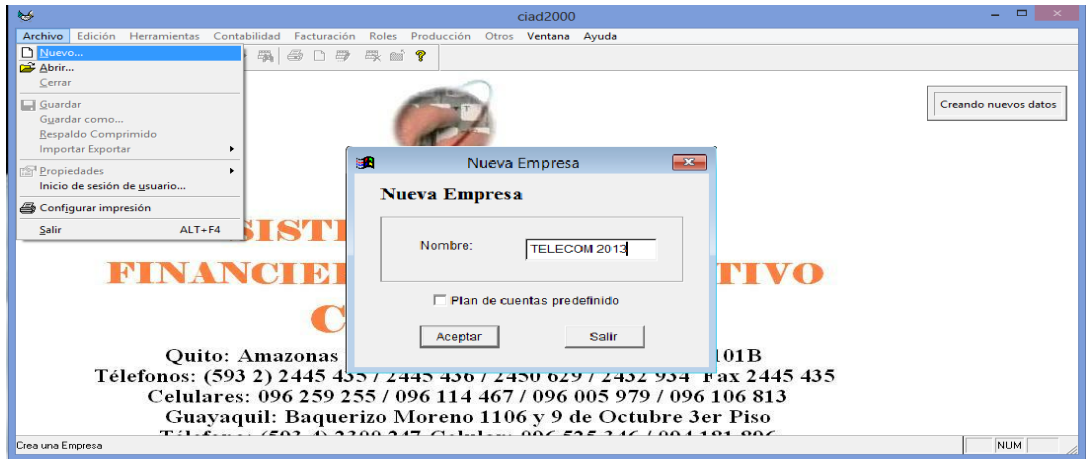 ciad2000
Archivo Edición Herramientas Contabilidad Facturación Roles Producción Otros Ventana Ayuda
Nuevo...
Abrir...
Cerrar
Guardar
Guardar como...
Respaldo Comprimido
Importar Exportar
Propiedades
Inicio de sesión de usuario...
Configurar impresión
Salir ALT+F4
Creando nuevos datos
Nueva Empresa
Nueva Empresa
Nombre: TELECOM 2013
Plan de cuentas predefinido
Aceptar Salir
SISTE
FINANCIE TIVO
C
Quito: Amazonas 101B
Télefonos: (593 2) 2445 435 / 2445 436 / 2450 629 / 2432 934 Fax 2445 435
Celulares: 096 259 255 / 096 114 467 / 096 005 979 / 096 106 813
Guayaquil: Baquerizo Moreno 1106 y 9 de Octubre 3er Piso
Crea una Empresa NUM